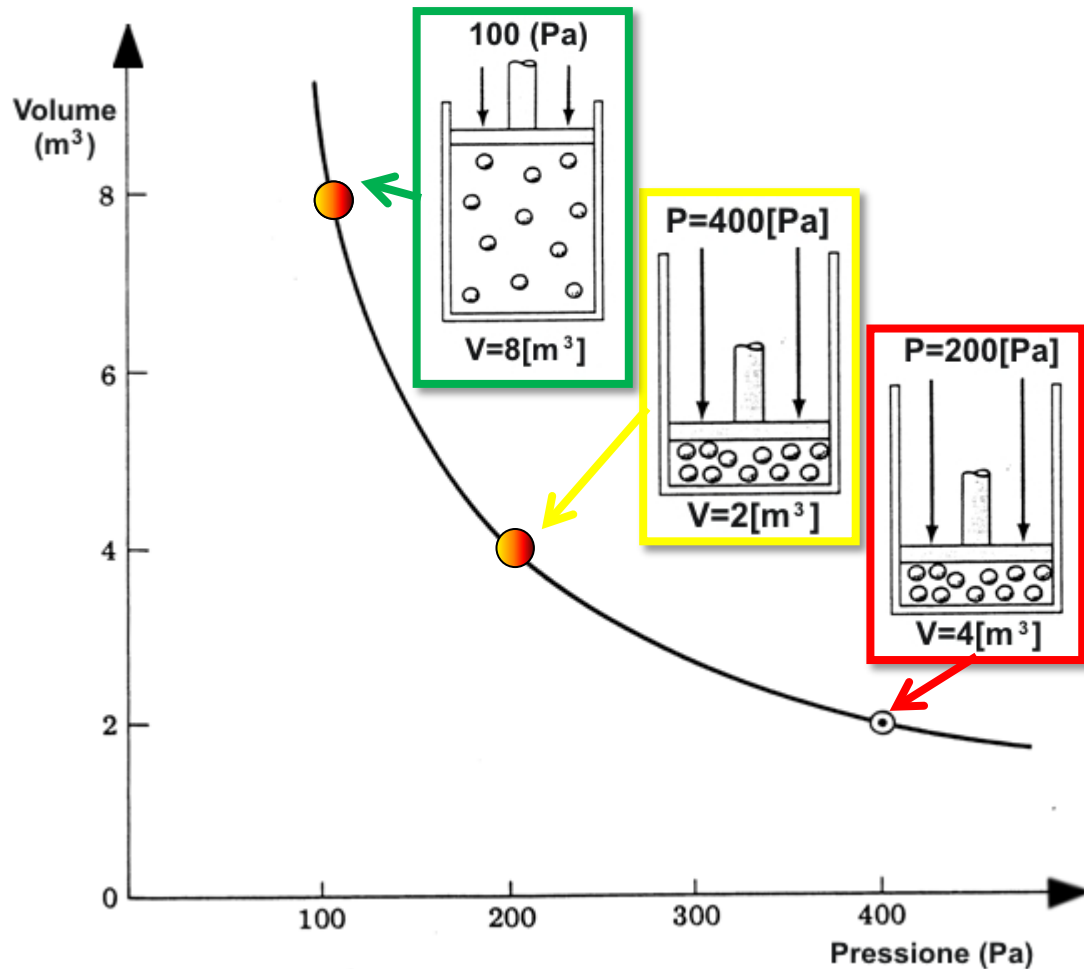 Volume
(m³)
8
6
4
2
0
100
200
300
400
Pressione (Pa)
100 (Pa)
V=8[m³]
P=400[Pa]
V=2[m³]
P=200[Pa]
V=4[m³]